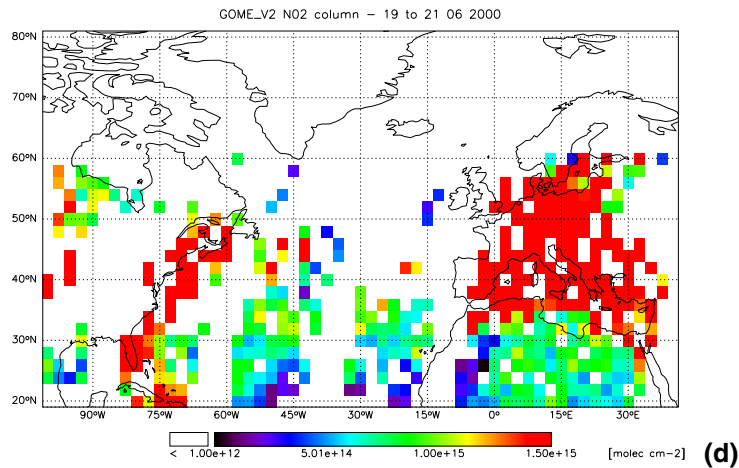 GOME_V2 NO2 column - 19 to 21 06 2000
80°N
70°N
60°N
50°N
40°N
30°N
20°N
90°W 75°W 60°W 45°W 30°W 15°W 0°E 15°E 30°E
< 1.00e+12 5.01e+14 1.00e+15 1.50e+15 [molec cm-2] (d)